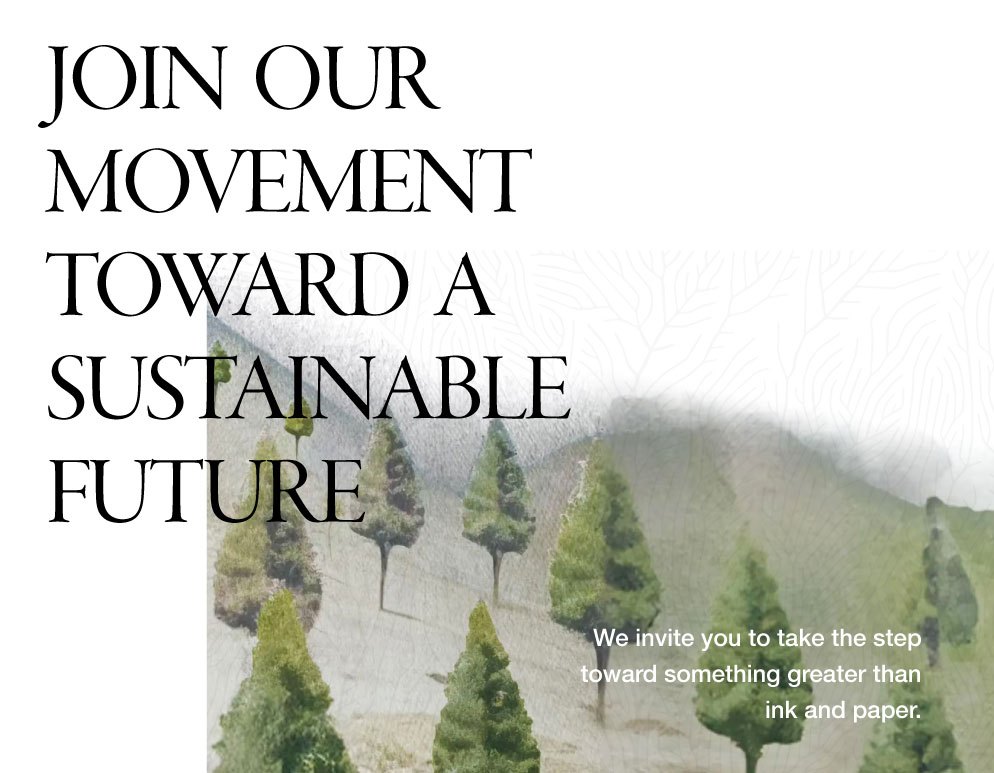 JOIN OUR
MOVEMENT
TOWARD A
SUSTAINABLE
FUTURE
We invite you to take the step
toward something greater than
ink and paper.